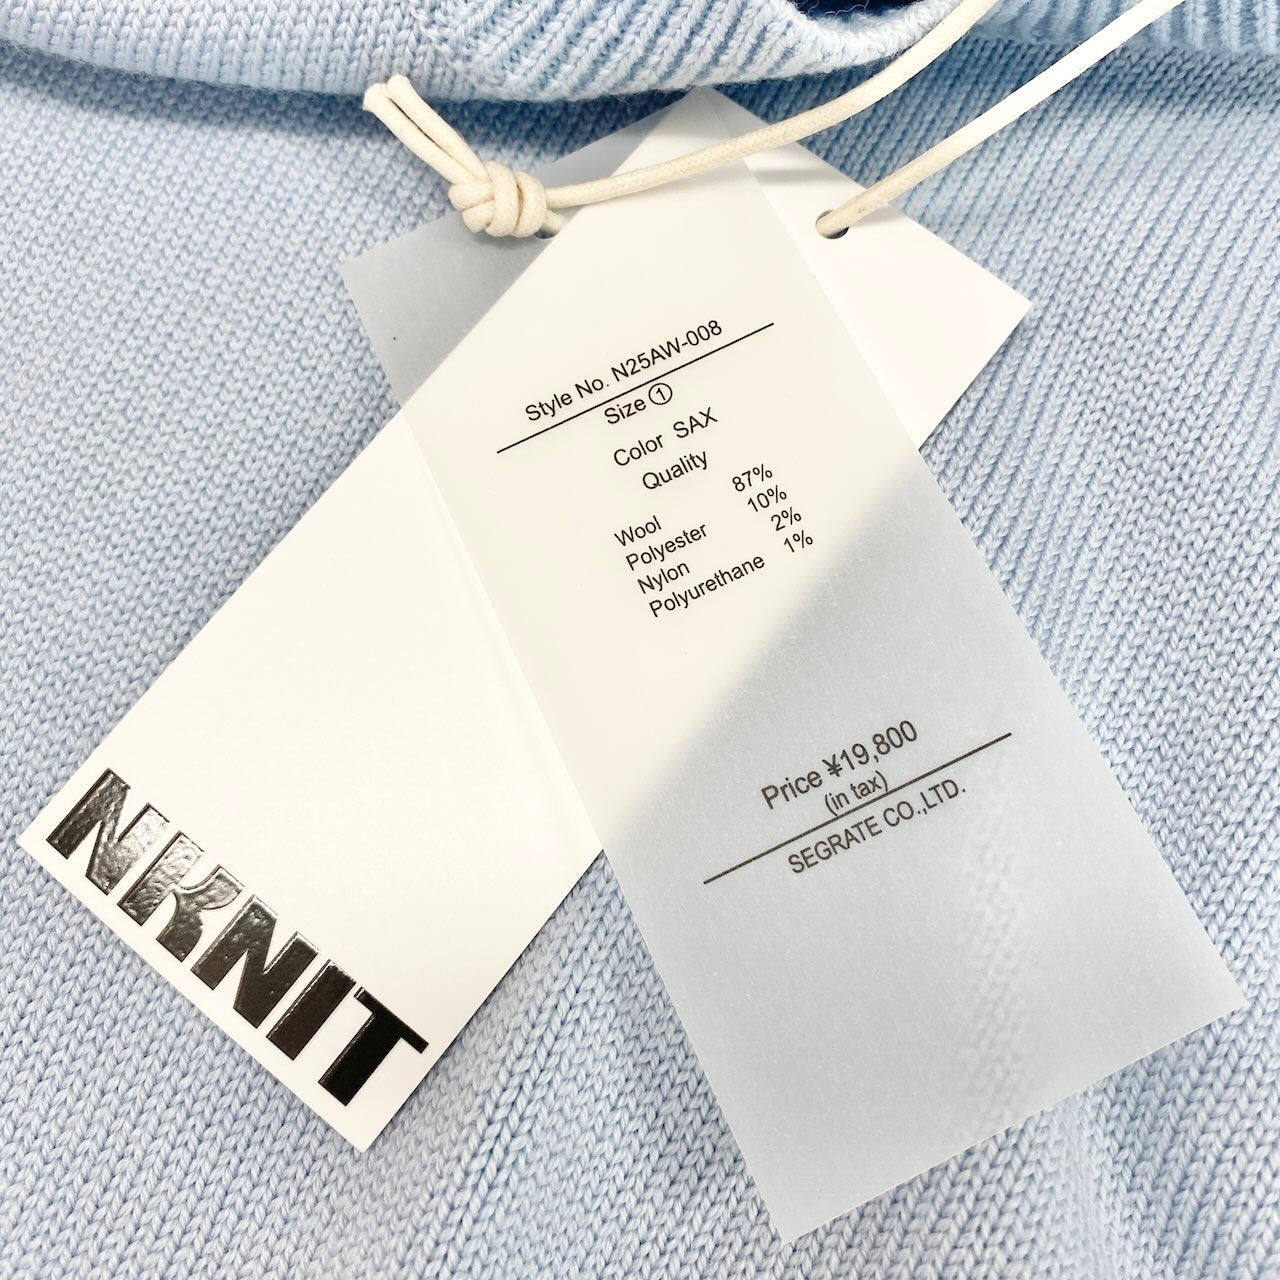 Style No. N25AW-008
Size ①
Color SAX
Quality
Wool 87%
Polyester 10%
Nylon 2%
Polyurethane 1%
Price ¥19,800
(in tax)
SEGRATE CO.,LTD.
NKNIT